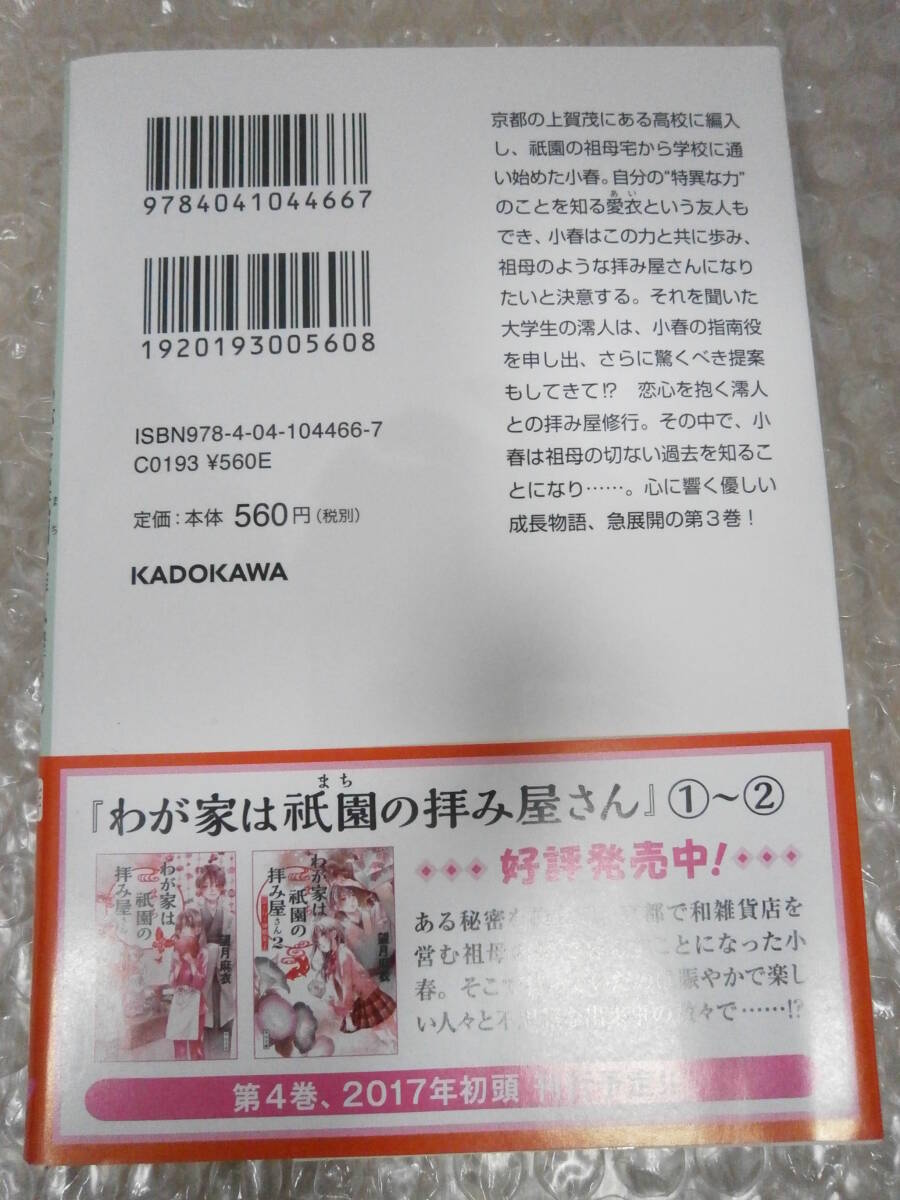 9784041044667
1920193005608
ISBN978-4-04-104466-7
C0193 ¥560E
定価：本体 560円（税別）
KADOKAWA
京都の上賀茂にある高校に編入
し、祇園の祖母宅から学校に通
い始めた小春。自分の“特異な力”
あい
のことを知る愛衣という友人も
でき、小春はこの力と共に歩み、
祖母のような拝み屋さんになり
たいと決意する。それを聞いた
大学生の澪人は、小春の指南役
を申し出、さらに驚くべき提案
もしてきて!?　恋心を抱く澪人
との拝み屋修行。その中で、小
春は祖母の切ない過去を知るこ
とになり……。心に響く優しい
成長物語、急展開の第３巻！
まち
『わが家は祇園の拝み屋さん』①～②
わが家は
祇園の
拝み屋さん
望月麻衣
わが家は
祇園の
拝み屋さん2
望月麻衣
好評発売中!
ある秘密 都で和雑貨店を
営む祖母 ことになった小
春。そこ 賑やかで楽し
い人々と不 々で……!?
第4巻、2017年初頭